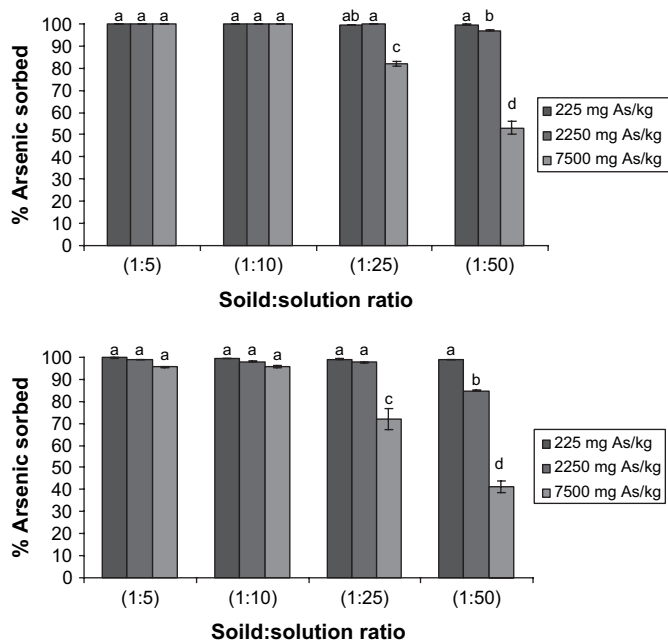 a a a a a a ab a a b
c
d
100
90
80
70
60
50
40
30
20
10
0
% Arsenic sorbed
(1:5) (1:10) (1:25) (1:50)
Soild:solution ratio
225 mg As/kg
2250 mg As/kg
7500 mg As/kg
a a a a a a a a a
b
c
d
100
90
80
70
60
50
40
30
20
10
0
% Arsenic sorbed
(1:5) (1:10) (1:25) (1:50)
Soild:solution ratio
225 mg As/kg
2250 mg As/kg
7500 mg As/kg